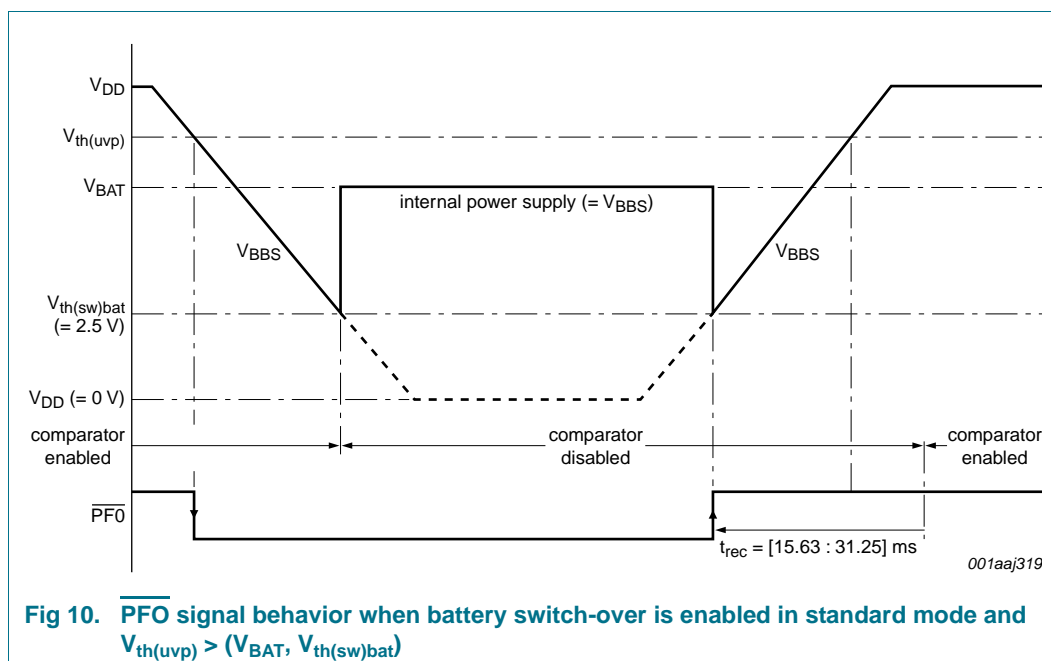 VDD
Vth(uvp)
VBAT
internal power supply (= VBBS)
VBBS
VBBS
Vth(sw)bat
(= 2.5 V)
VDD (= 0 V)
comparator
enabled
comparator
disabled
comparator
enabled
PF0
trec = [15.63 : 31.25] ms
001aaj319
Fig 10. PFO signal behavior when battery switch-over is enabled in standard mode and
Vth(uvp) > (VBAT, Vth(sw)bat)